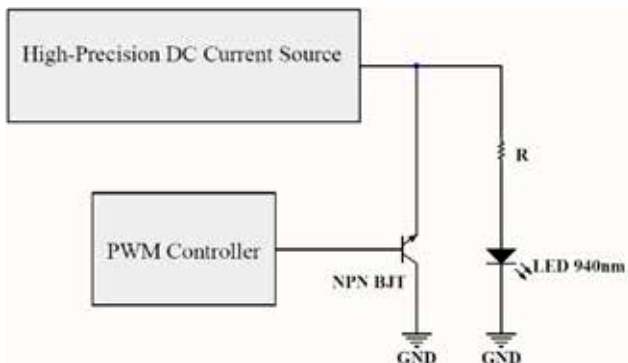 High-Precision DC Current Source
R
PWM Controller
NPN BJT
LED 940nm
GND
GND